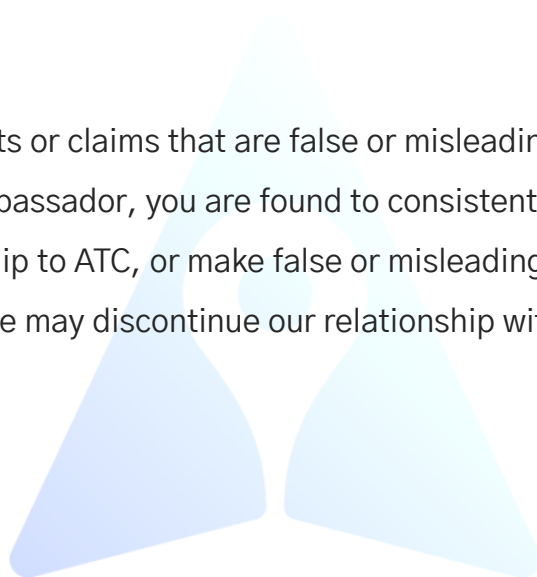 ts or claims that are false or misleadin
bassador, you are found to consistent
ip to ATC, or make false or misleading
e may discontinue our relationship wi